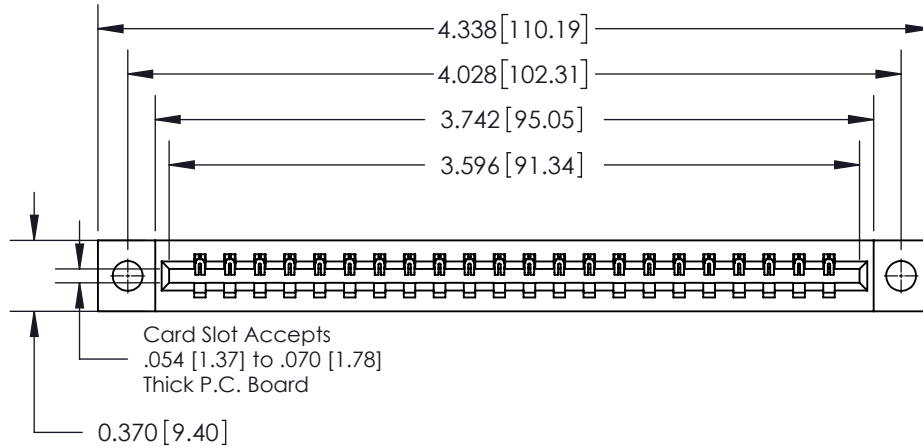 4.338 [110.19]
4.028 [102.31]
3.742 [95.05]
3.596 [91.34]
Card Slot Accepts
.054 [1.37] to .070 [1.78]
Thick P.C. Board
0.370 [9.40]